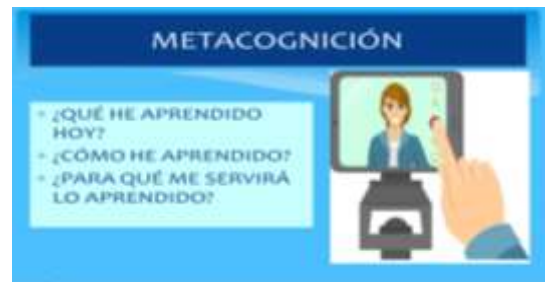 METACOGNICIÓN
• ¿QUÉ HE APRENDIDO
HOY?
• ¿CÓMO HE APRENDIDO?
• ¿PARA QUÉ ME SERVIRÁ
LO APRENDIDO?